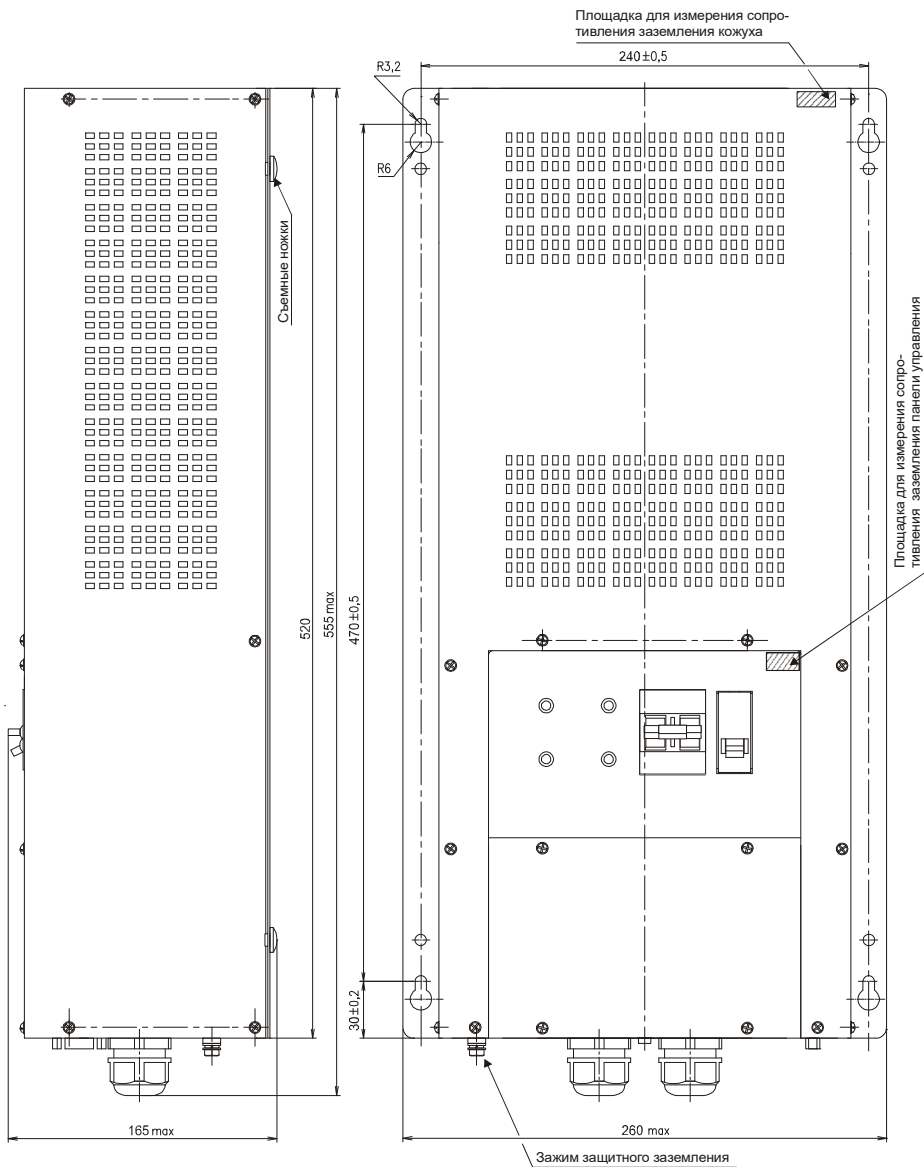 Площадка для измерения сопро-
тивления заземления кожуха
240±0,5
R3,2
R6
Съемные ножки
Площадка для измерения сопро-
тивления заземления панели управления
520
555 max
470±0,5
30±0,2
165 max
260 max
Зажим защитного заземления